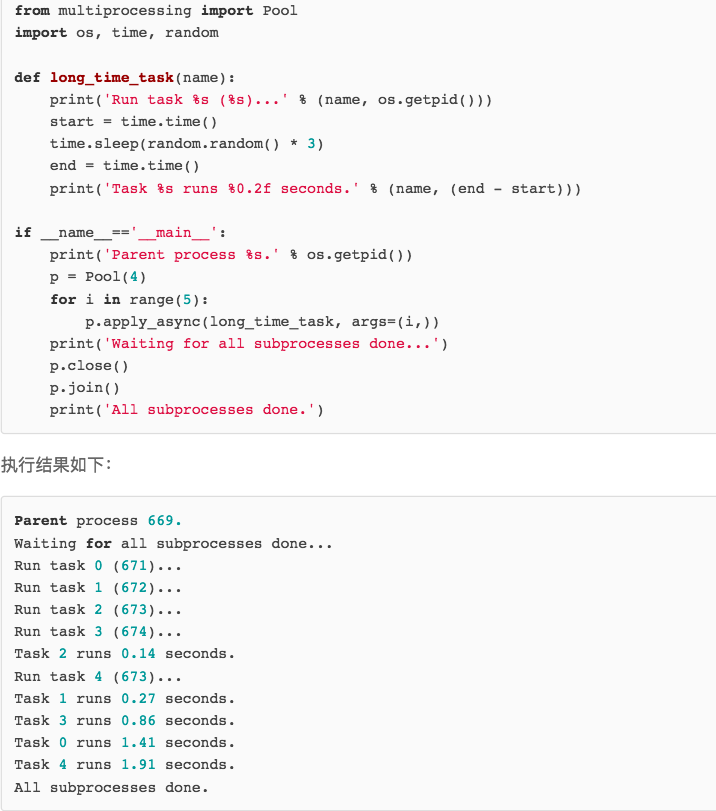 from multiprocessing import Pool
import os, time, random

def long_time_task(name):
    print('Run task %s (%s)...' % (name, os.getpid()))
    start = time.time()
    time.sleep(random.random() * 3)
    end = time.time()
    print('Task %s runs %0.2f seconds.' % (name, (end - start)))

if __name__=='__main__':
    print('Parent process %s.' % os.getpid())
    p = Pool(4)
    for i in range(5):
        p.apply_async(long_time_task, args=(i,))
    print('Waiting for all subprocesses done...')
    p.close()
    p.join()
    print('All subprocesses done.')

执行结果如下：

Parent process 669.
Waiting for all subprocesses done...
Run task 0 (671)...
Run task 1 (672)...
Run task 2 (673)...
Run task 3 (674)...
Task 2 runs 0.14 seconds.
Run task 4 (673)...
Task 1 runs 0.27 seconds.
Task 3 runs 0.86 seconds.
Task 0 runs 1.41 seconds.
Task 4 runs 1.91 seconds.
All subprocesses done.